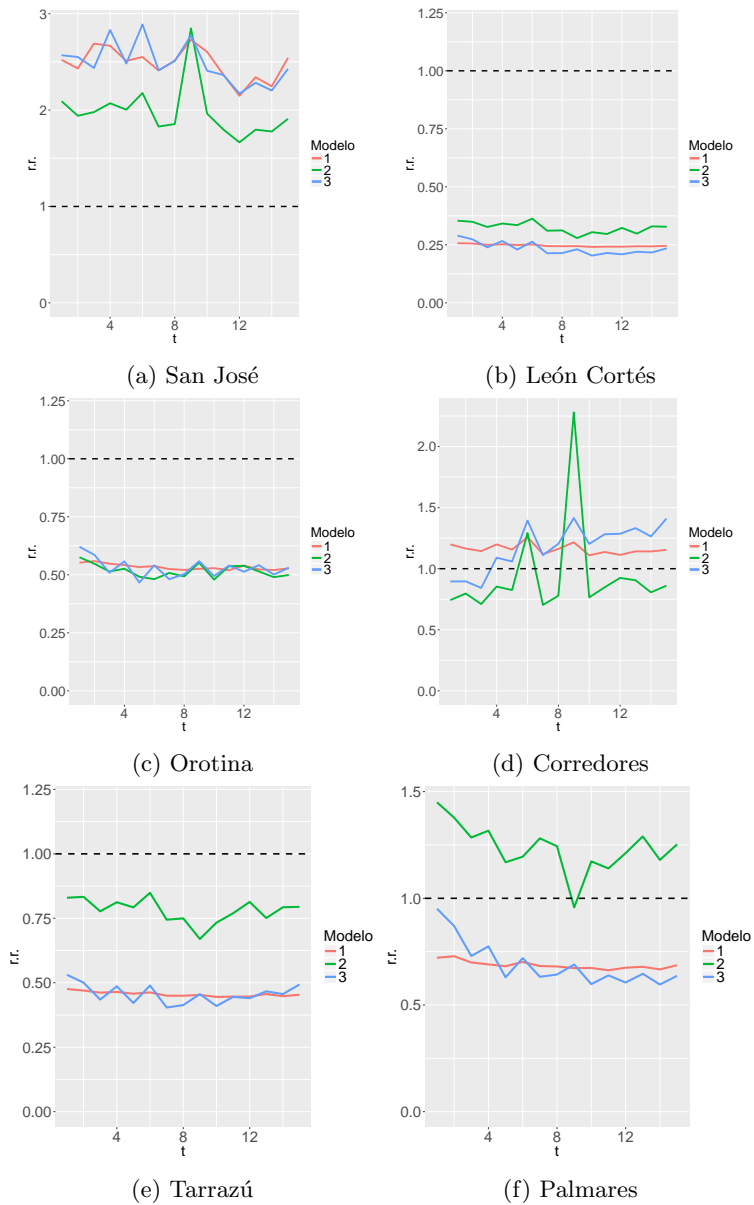 3
2
1
0
r.r.
4
8
12
t
Modelo
1
2
3
(a) San José
1.25
1.00
0.75
0.50
0.25
0.00
r.r.
4
8
12
t
Modelo
1
2
3
(b) León Cortés
1.25
1.00
0.75
0.50
0.25
0.00
r.r.
4
8
12
t
Modelo
1
2
3
(c) Orotina
2.0
1.5
1.0
0.5
0.0
r.r.
4
8
12
t
Modelo
1
2
3
(d) Corredores
1.25
1.00
0.75
0.50
0.25
0.00
r.r.
4
8
12
t
Modelo
1
2
3
(e) Tarrazú
1.5
1.0
0.5
0.0
r.r.
4
8
12
t
Modelo
1
2
3
(f) Palmares